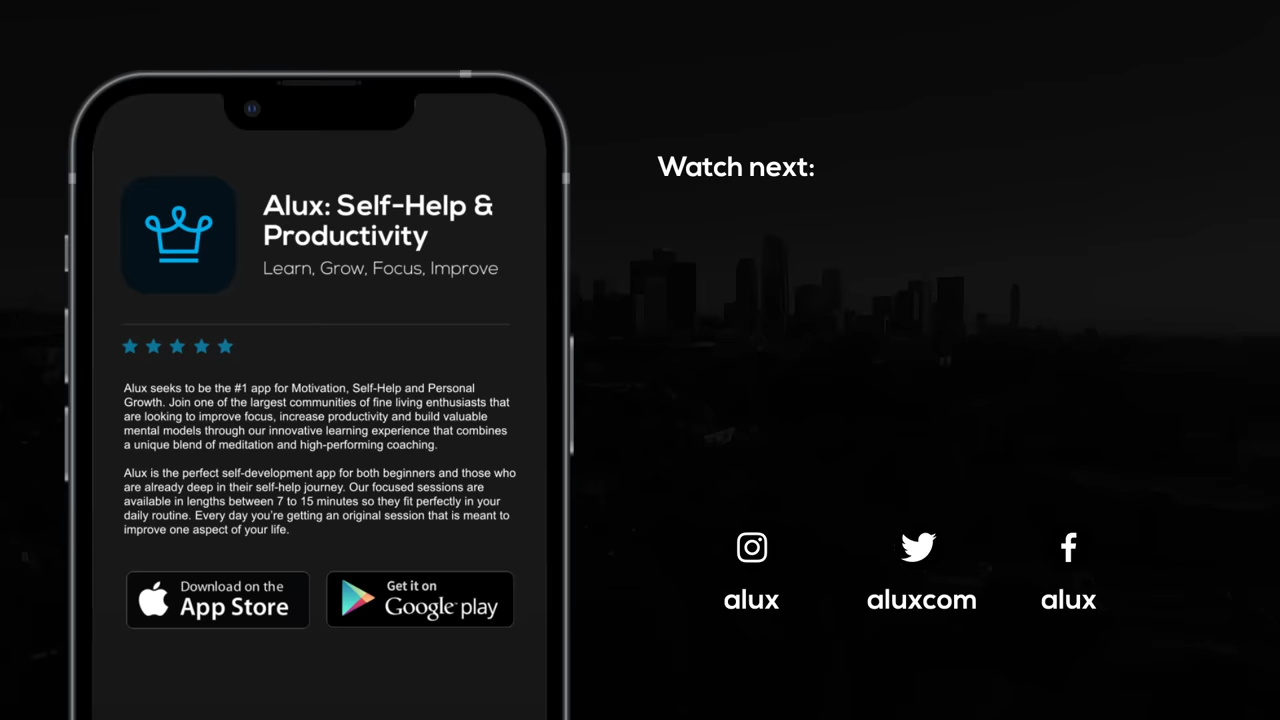 Alux: Self-Help &
Productivity
Learn, Grow, Focus, Improve
Alux seeks to be the #1 app for Motivation, Self-Help and Personal
Growth. Join one of the largest communities of fine living enthusiasts that
are looking to improve focus, increase productivity and build valuable
mental models through our innovative learning experience that combines
a unique blend of meditation and high-performing coaching.
Alux is the perfect self-development app for both beginners and those who
are already deep in their self-help journey. Our focused sessions are
available in lengths between 7 to 15 minutes so they fit perfectly in your
daily routine. Every day you're getting an original session that is meant to
improve one aspect of your life.
Download on the
App Store
Get it on
Google play
Watch next:
alux
aluxcom
alux